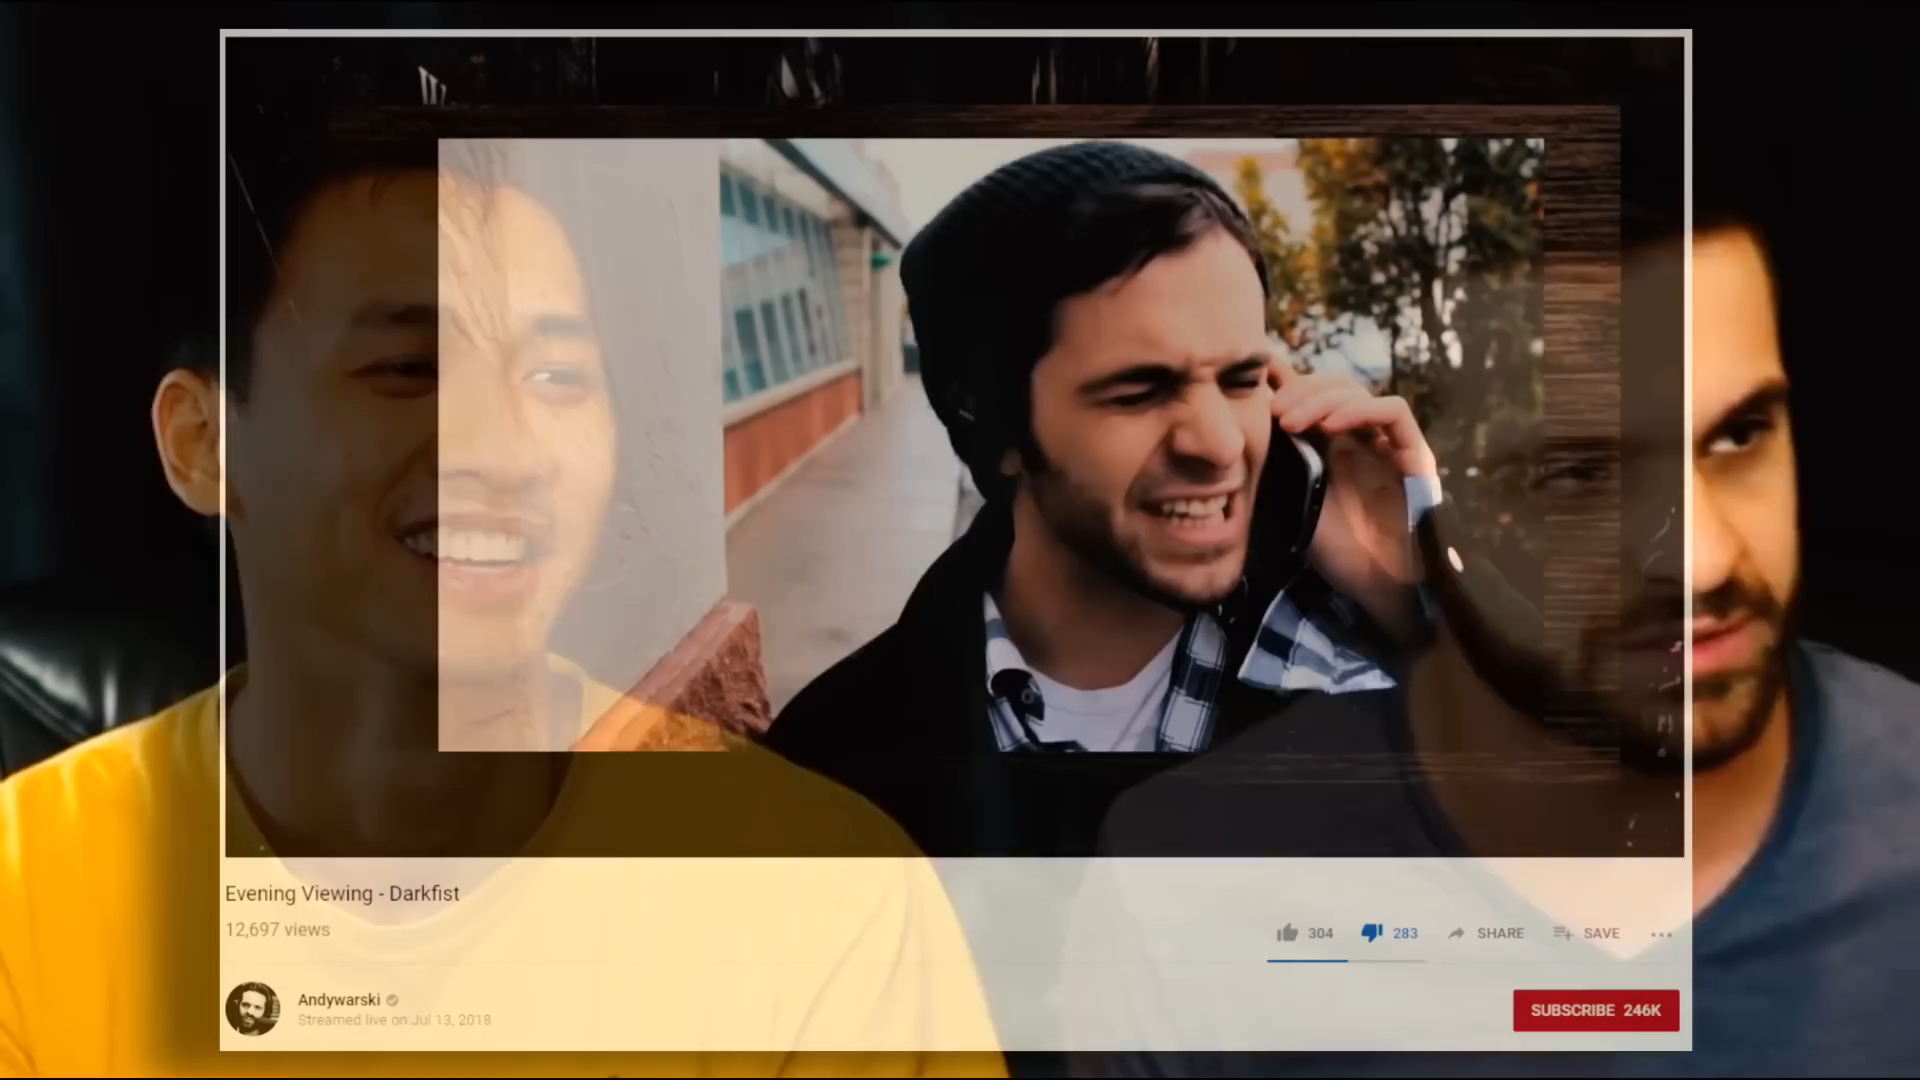 Evening Viewing - Darkfist
12,697 views
304 283 SHARE SAVE
Andywarski
Streamed live on Jul 13, 2018
SUBSCRIBE 246K